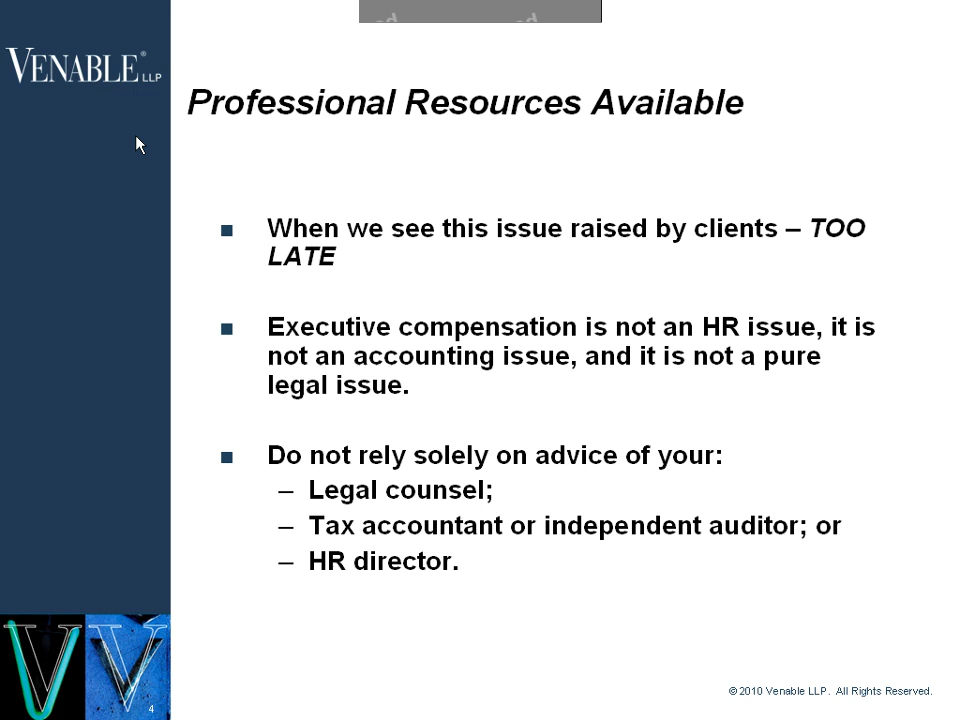 VENABLE® LLP
Professional Resources Available
■ When we see this issue raised by clients – TOO
LATE
■ Executive compensation is not an HR issue, it is
not an accounting issue, and it is not a pure
legal issue.
■ Do not rely solely on advice of your:
– Legal counsel;
– Tax accountant or independent auditor; or
– HR director.
4
© 2010 Venable LLP. All Rights Reserved.